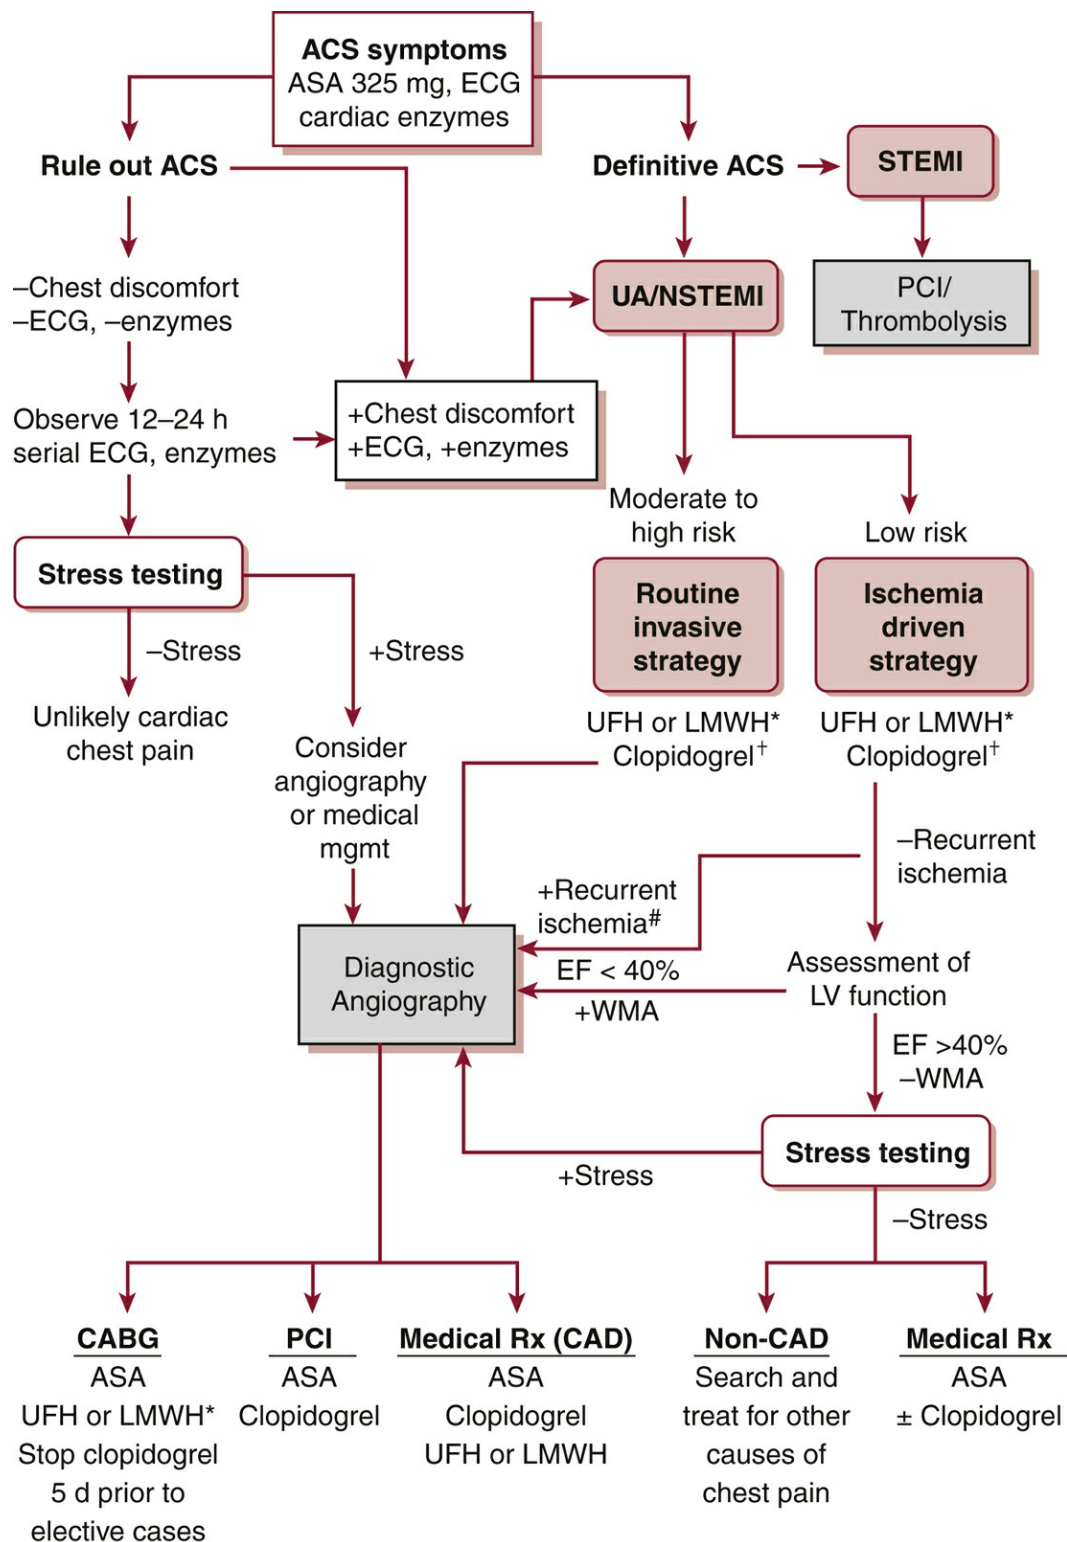 ACS symptoms
ASA 325 mg, ECG
cardiac enzymes
Rule out ACS
Definitive ACS
STEMI
–Chest discomfort
–ECG, –enzymes
UA/NSTEMI
PCI/
Thrombolysis
Observe 12–24 h
serial ECG, enzymes
+Chest discomfort
+ECG, +enzymes
Moderate to
high risk
Low risk
Stress testing
Routine
invasive
strategy
Ischemia
driven
strategy
–Stress
+Stress
Unlikely cardiac
chest pain
UFH or LMWH*
Clopidogrel†
UFH or LMWH*
Clopidogrel†
Consider
angiography
or medical
mgmt
–Recurrent
ischemia
+Recurrent
ischemia#
Diagnostic
Angiography
EF < 40%
+WMA
Assessment of
LV function
EF >40%
–WMA
Stress testing
+Stress
–Stress
CABG
ASA
UFH or LMWH*
Stop clopidogrel
5 d prior to
elective cases
PCI
ASA
Clopidogrel
Medical Rx (CAD)
ASA
Clopidogrel
UFH or LMWH
Non-CAD
Search and
treat for other
causes of
chest pain
Medical Rx
ASA
± Clopidogrel